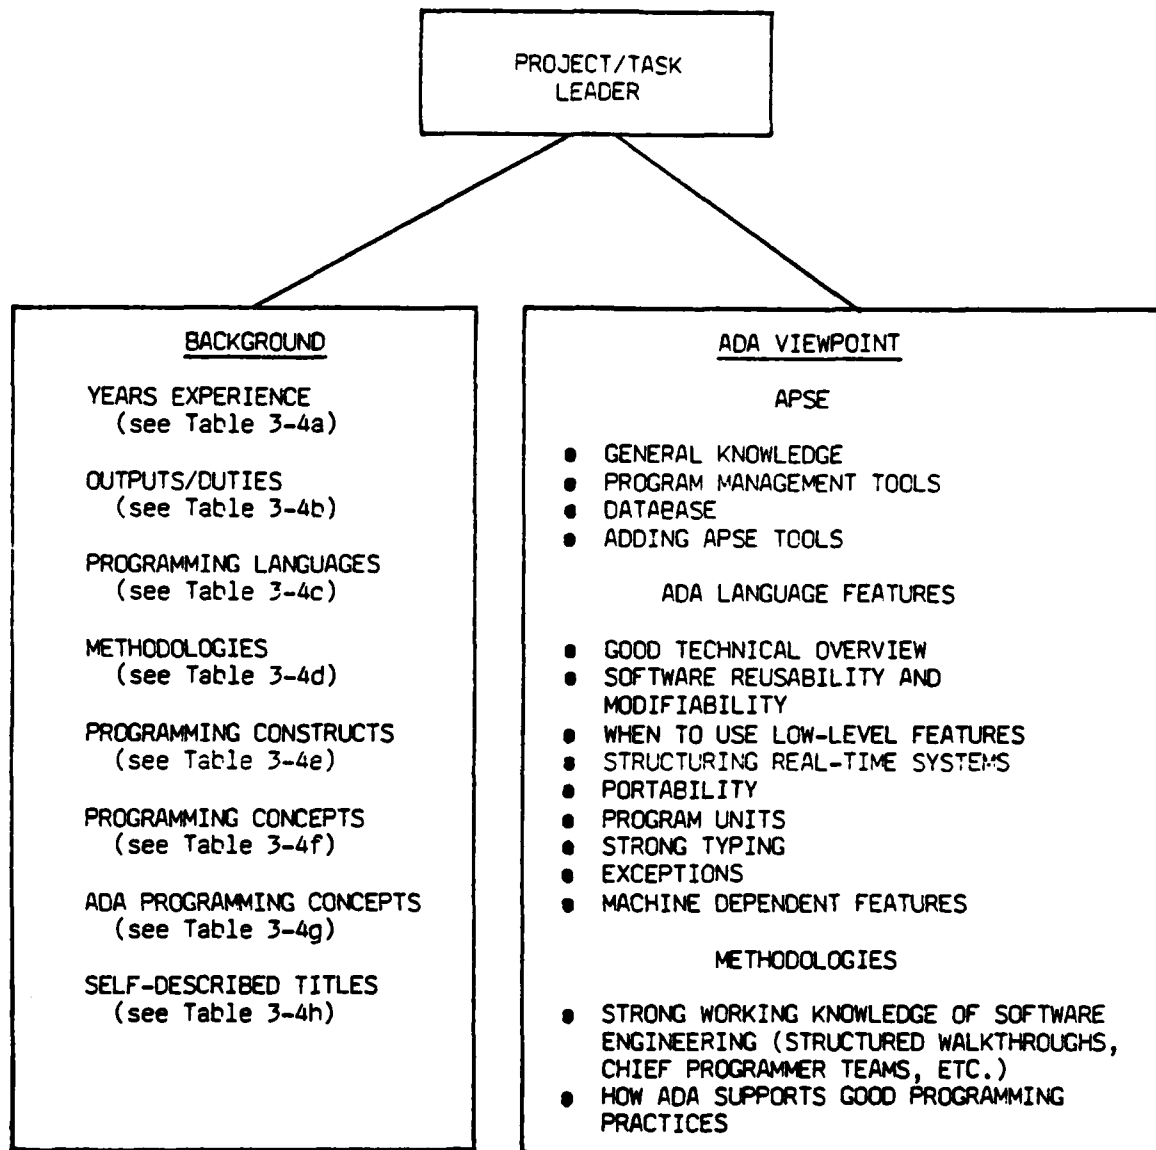 PROJECT/TASK
LEADER
BACKGROUND
YEARS EXPERIENCE
(see Table 3-4a)
OUTPUTS/DUTIES
(see Table 3-4b)
PROGRAMMING LANGUAGES
(see Table 3-4c)
METHODOLOGIES
(see Table 3-4d)
PROGRAMMING CONSTRUCTS
(see Table 3-4e)
PROGRAMMING CONCEPTS
(see Table 3-4f)
ADA PROGRAMMING CONCEPTS
(see Table 3-4g)
SELF-DESCRIBED TITLES
(see Table 3-4h)
ADA VIEWPOINT
APSE
● GENERAL KNOWLEDGE
● PROGRAM MANAGEMENT TOOLS
● DATABASE
● ADDING APSE TOOLS
ADA LANGUAGE FEATURES
● GOOD TECHNICAL OVERVIEW
● SOFTWARE REUSABILITY AND
MODIFIABILITY
● WHEN TO USE LOW-LEVEL FEATURES
● STRUCTURING REAL-TIME SYSTEMS
● PORTABILITY
● PROGRAM UNITS
● STRONG TYPING
● EXCEPTIONS
● MACHINE DEPENDENT FEATURES
METHODOLOGIES
● STRONG WORKING KNOWLEDGE OF SOFTWARE
ENGINEERING (STRUCTURED WALKTHROUGHS,
CHIEF PROGRAMMER TEAMS, ETC.)
● HOW ADA SUPPORTS GOOD PROGRAMMING
PRACTICES